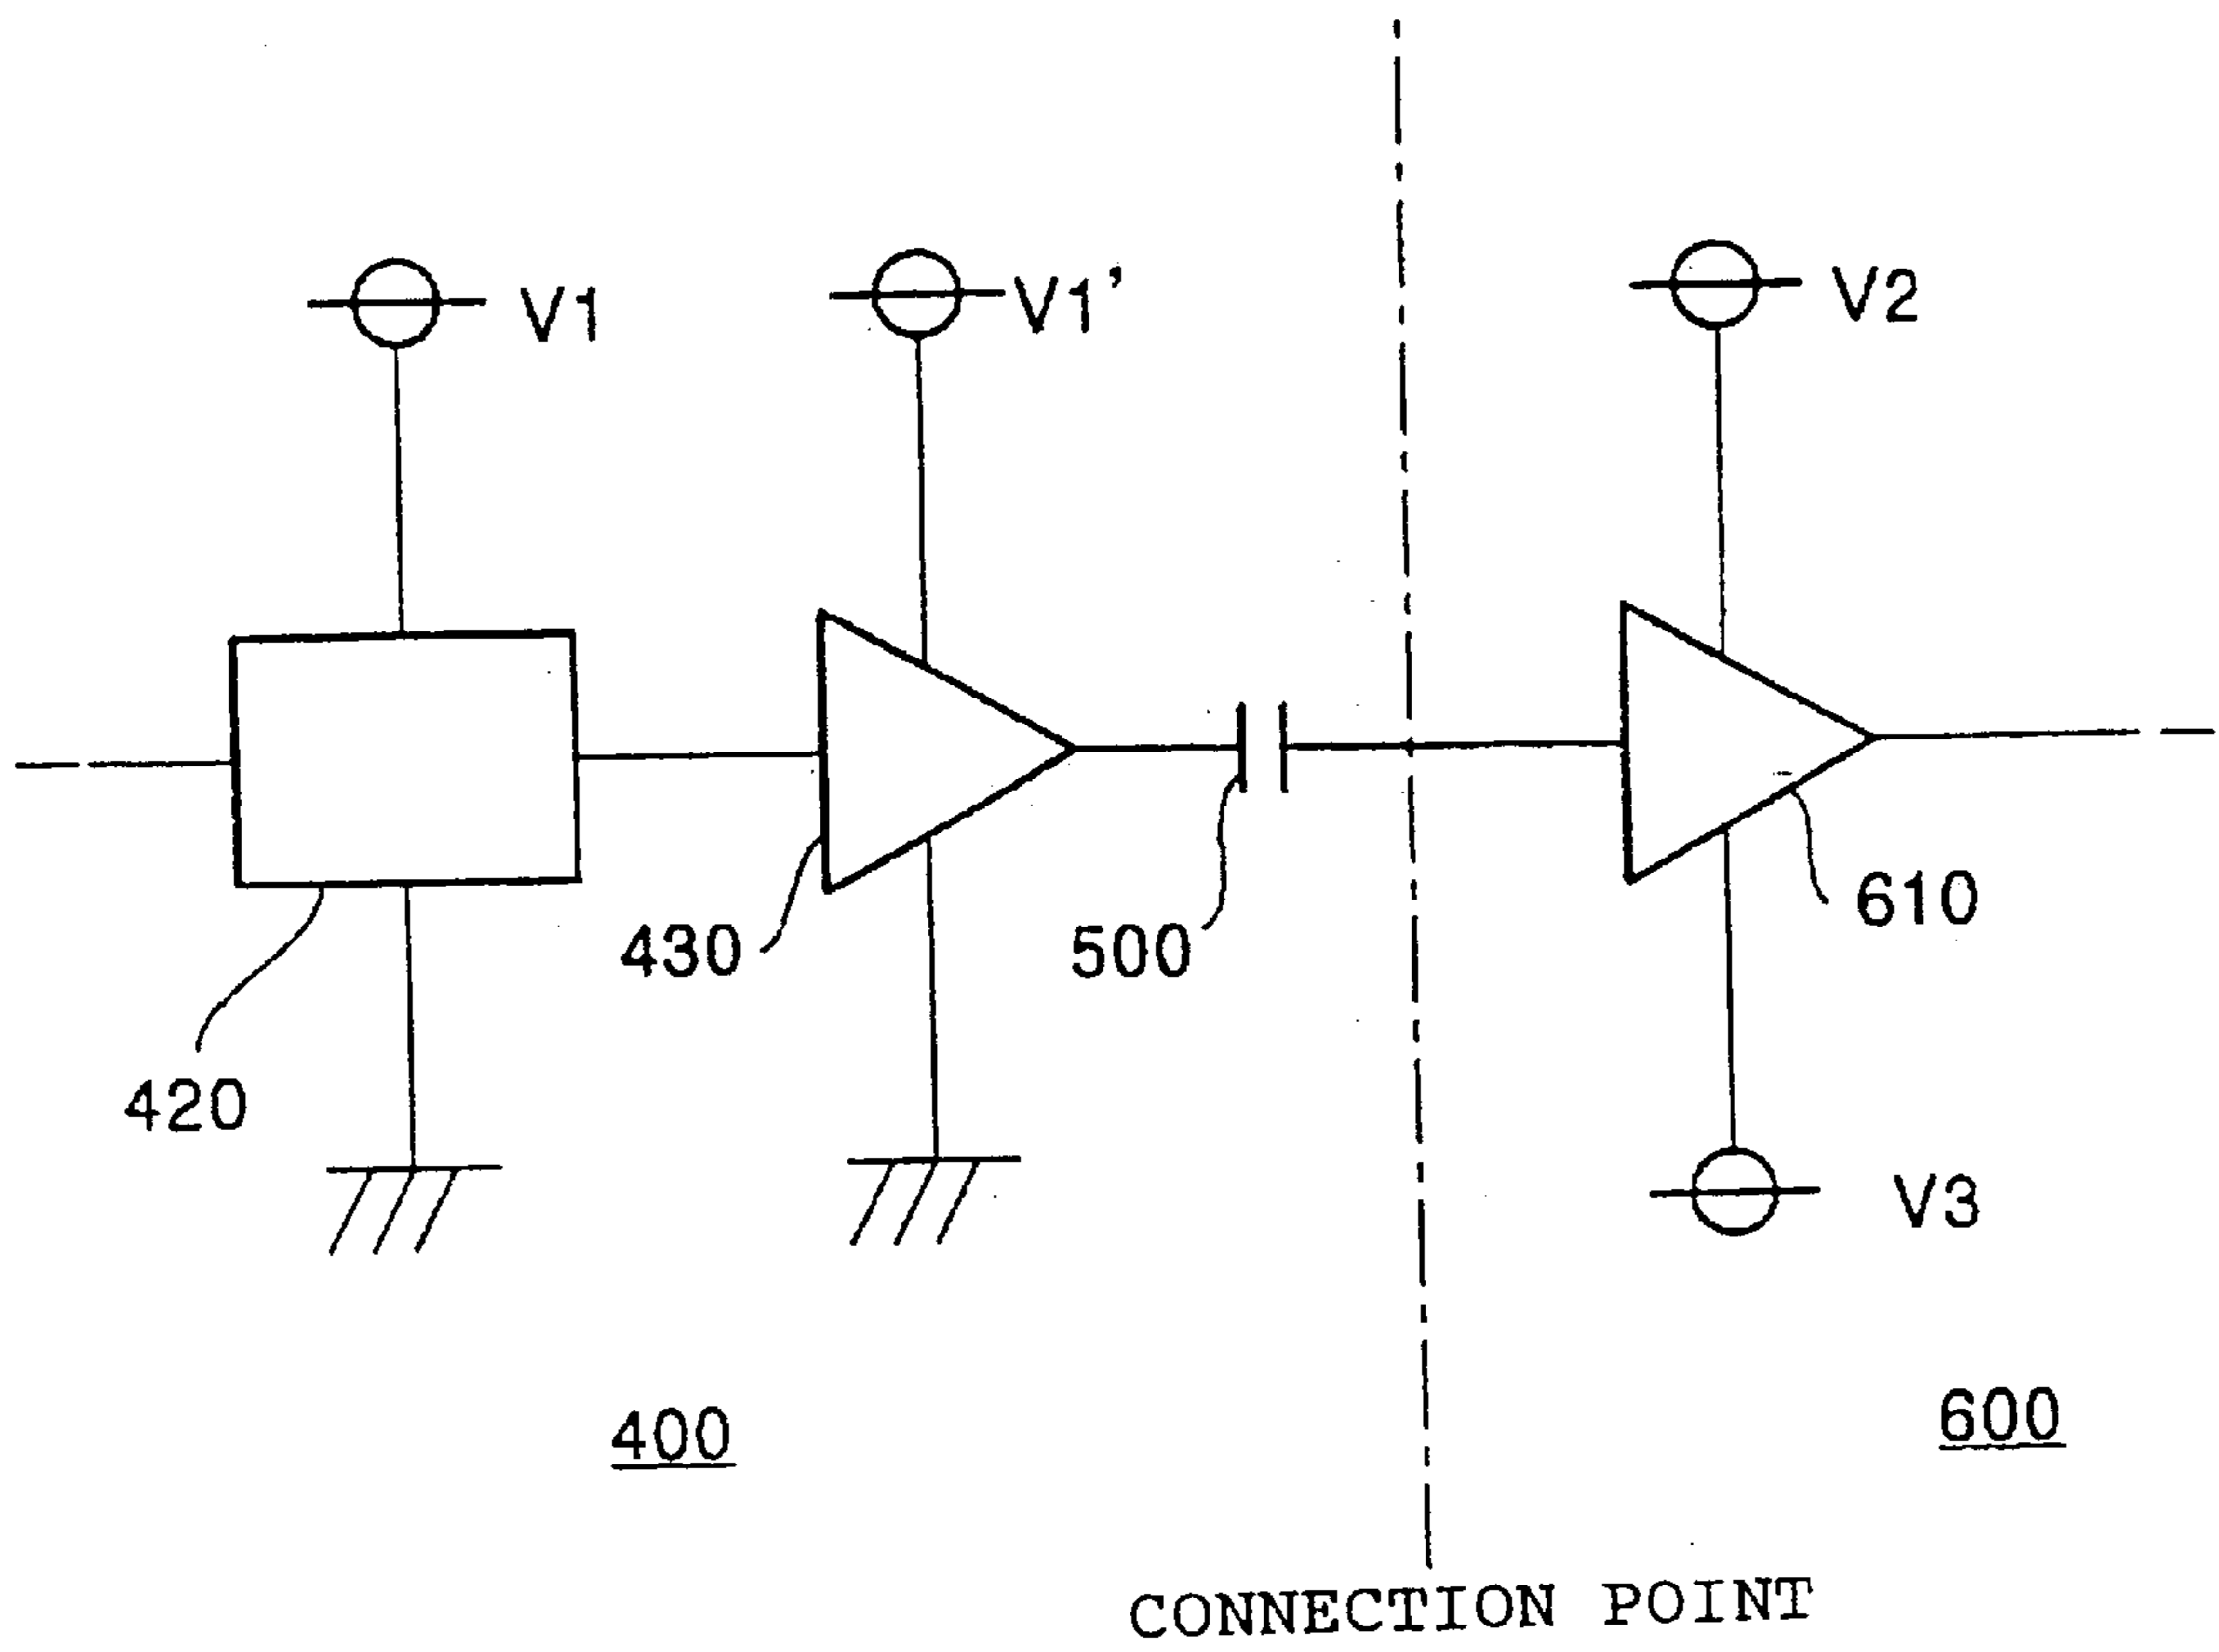 V1
V1'
V2
610
430
500
420
V3
400
600
CONNECTION POINT